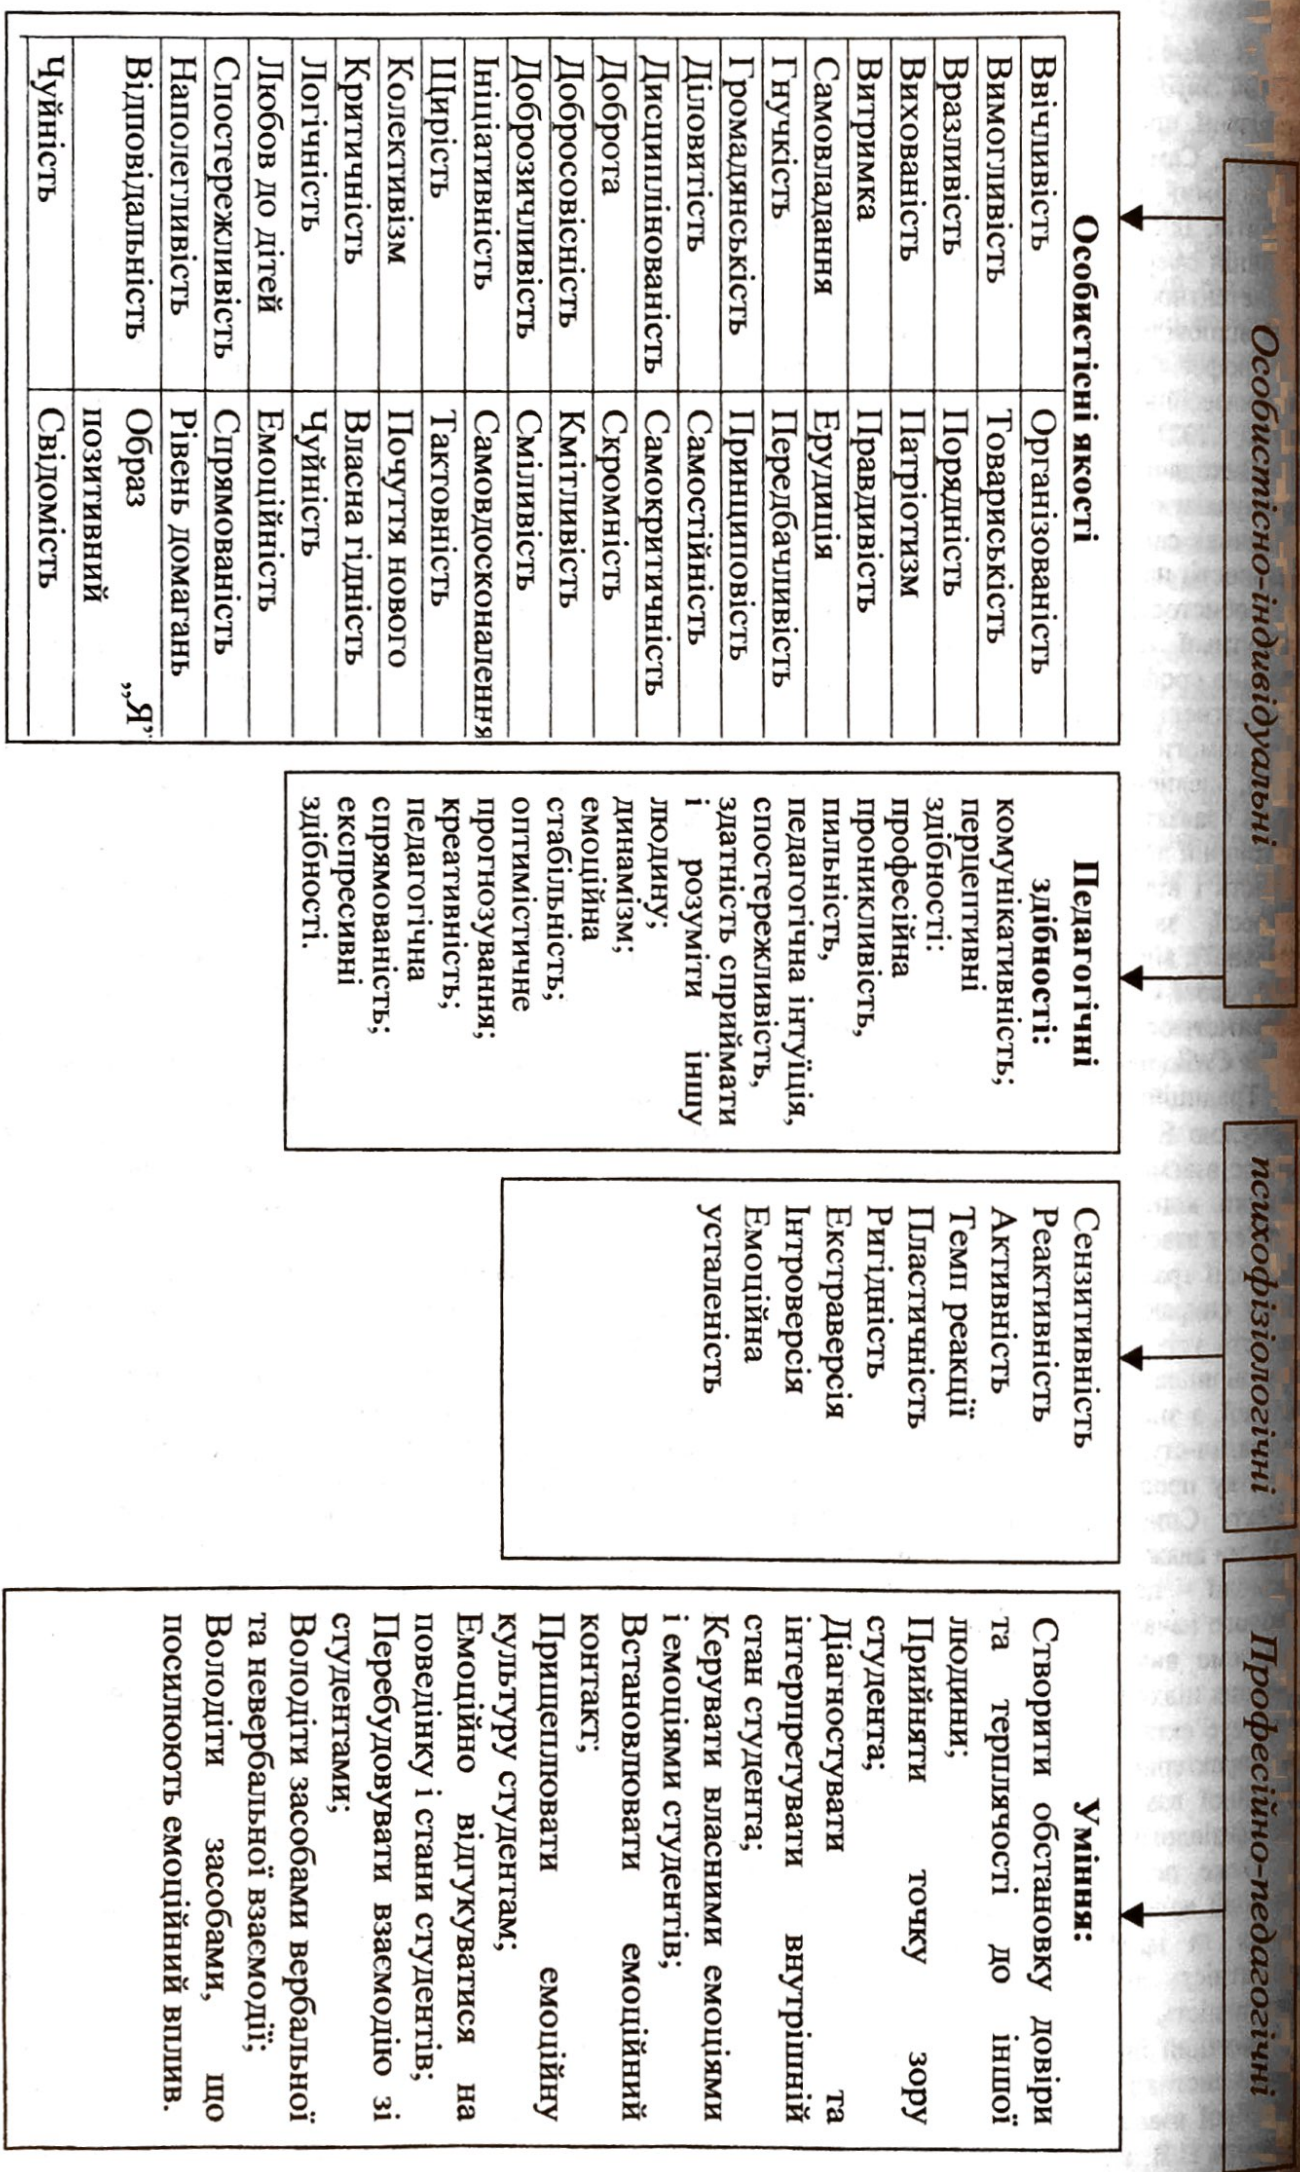 Особистісно-індивідуальні
психофізіологічні
Професійно-педагогічні
Особистісні якості
Ввічливість Організованість
Вимогливість Товариськість
Вразливість Порядність
Вихованість Патріотизм
Витримка Правдивість
Самовладання Ерудиція
Гнучкість Передбачливість
Громадянськість Принциповість
Діловитість Самостійність
Дисциплінованість Самокритичність
Доброта Скромність
Добросовісність Кмітливість
Доброзичливість Сміливість
Ініціативність Самовдосконалення
Щирість Тактовність
Колективізм Почуття нового
Критичність Власна гідність
Логічність Чуйність
Любов до дітей Емоційність
Спостережливість Спрямованість
Наполегливість Рівень домагань
Відповідальність Образ „Я”
позитивний
Чуйність Свідомість
Педагогічні
здібності:
комунікативність;
перцептивні
здібності:
професійна
пильність,
проникливість,
педагогічна інтуїція,
спостережливість,
здатність сприймати
і розуміти іншу
людину;
динамізм;
емоційна
стабільність;
оптимістичне
прогнозування;
креативність;
педагогічна
спрямованість;
експресивні
здібності.
Сензитивність
Реактивність
Активність
Темп реакції
Пластичність
Ригідність
Екстраверсія
Інтроверсія
Емоційна
усталеність
Уміння:
Створити обстановку довіри
та терплячості до іншої
людини;
Прийняти точку зору
студента;
Діагностувати та
інтерпретувати внутрішній
стан студента;
Керувати власними емоціями
і емоціями студентів;
Встановлювати емоційний
контакт;
Прищеплювати емоційну
культуру студентам;
Емоційно відгукуватися на
поведінку і стани студентів;
Перебудовувати взаємодію зі
студентами;
Володіти засобами вербальної
та невербальної взаємодії;
Володіти засобами, що
посилюють емоційний вплив.